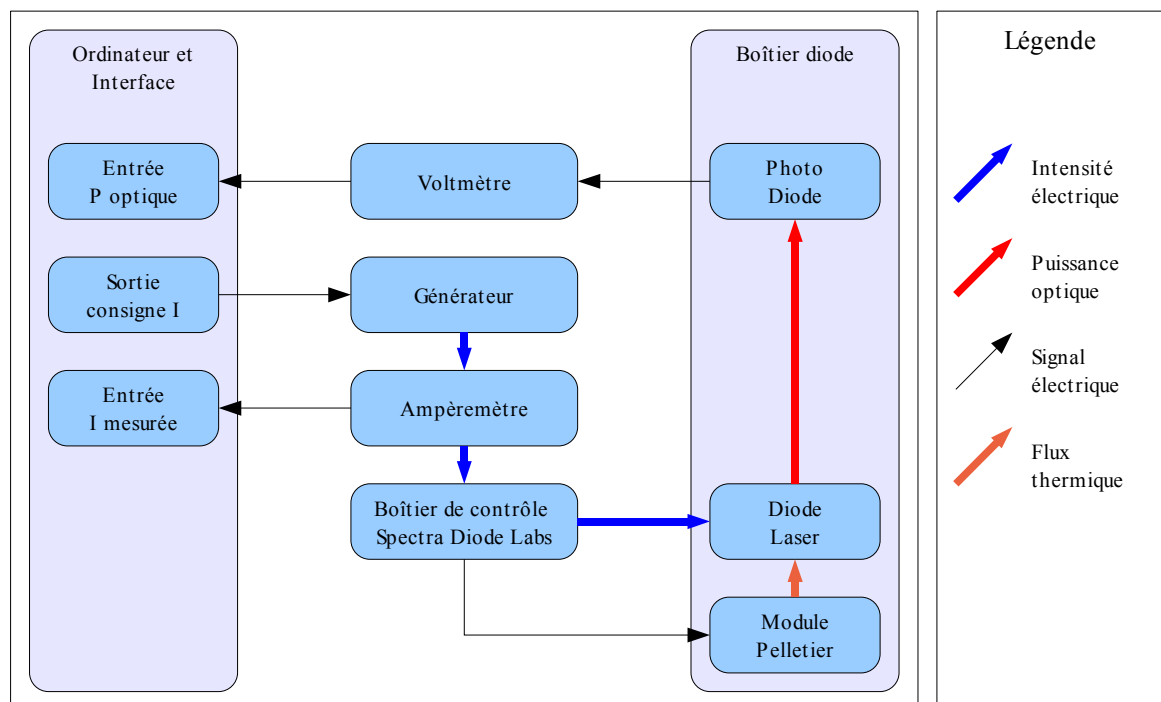 Ordinateur et
Interface
Boîtier diode
Légende
Entrée
P optique
Voltmètre
Photo
Diode
Intensité
électrique
Sortie
consigne I
Générateur
Puissance
optique
Entrée
I mesurée
Ampèremètre
Signal
électrique
Boîtier de contrôle
Spectra Diode Labs
Diode
Laser
Flux
thermique
Module
Pelletier